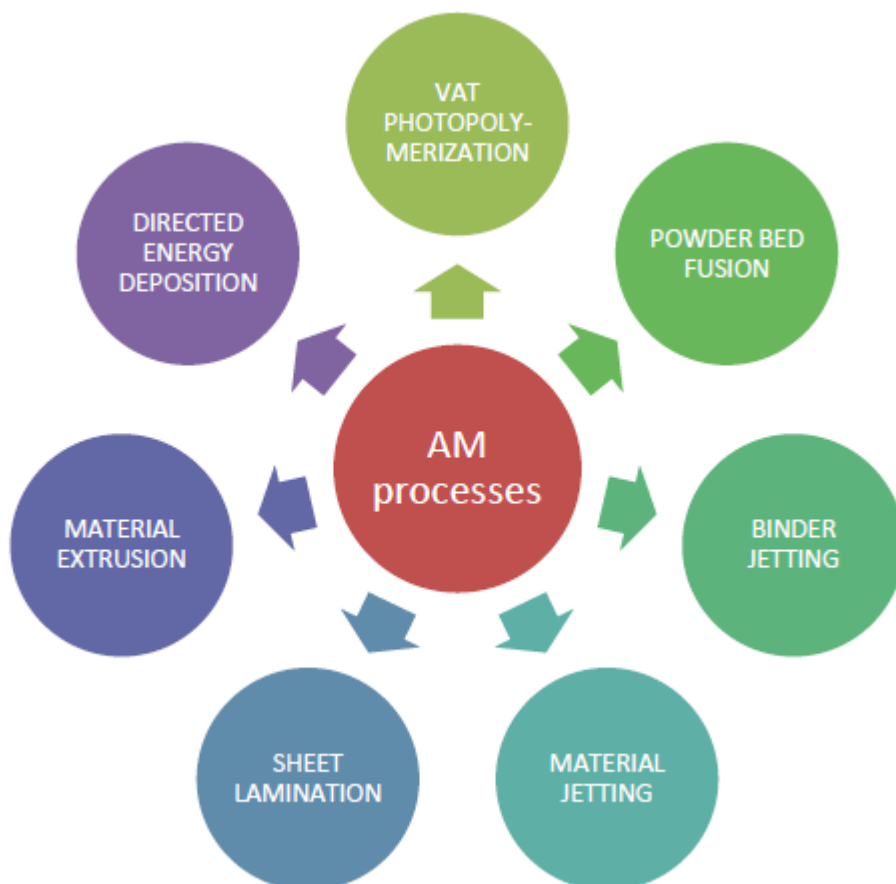 VAT
PHOTOPOLY-
MERIZATION
POWDER BED
FUSION
BINDER
JETTING
MATERIAL
JETTING
SHEET
LAMINATION
MATERIAL
EXTRUSION
DIRECTED
ENERGY
DEPOSITION
AM
processes